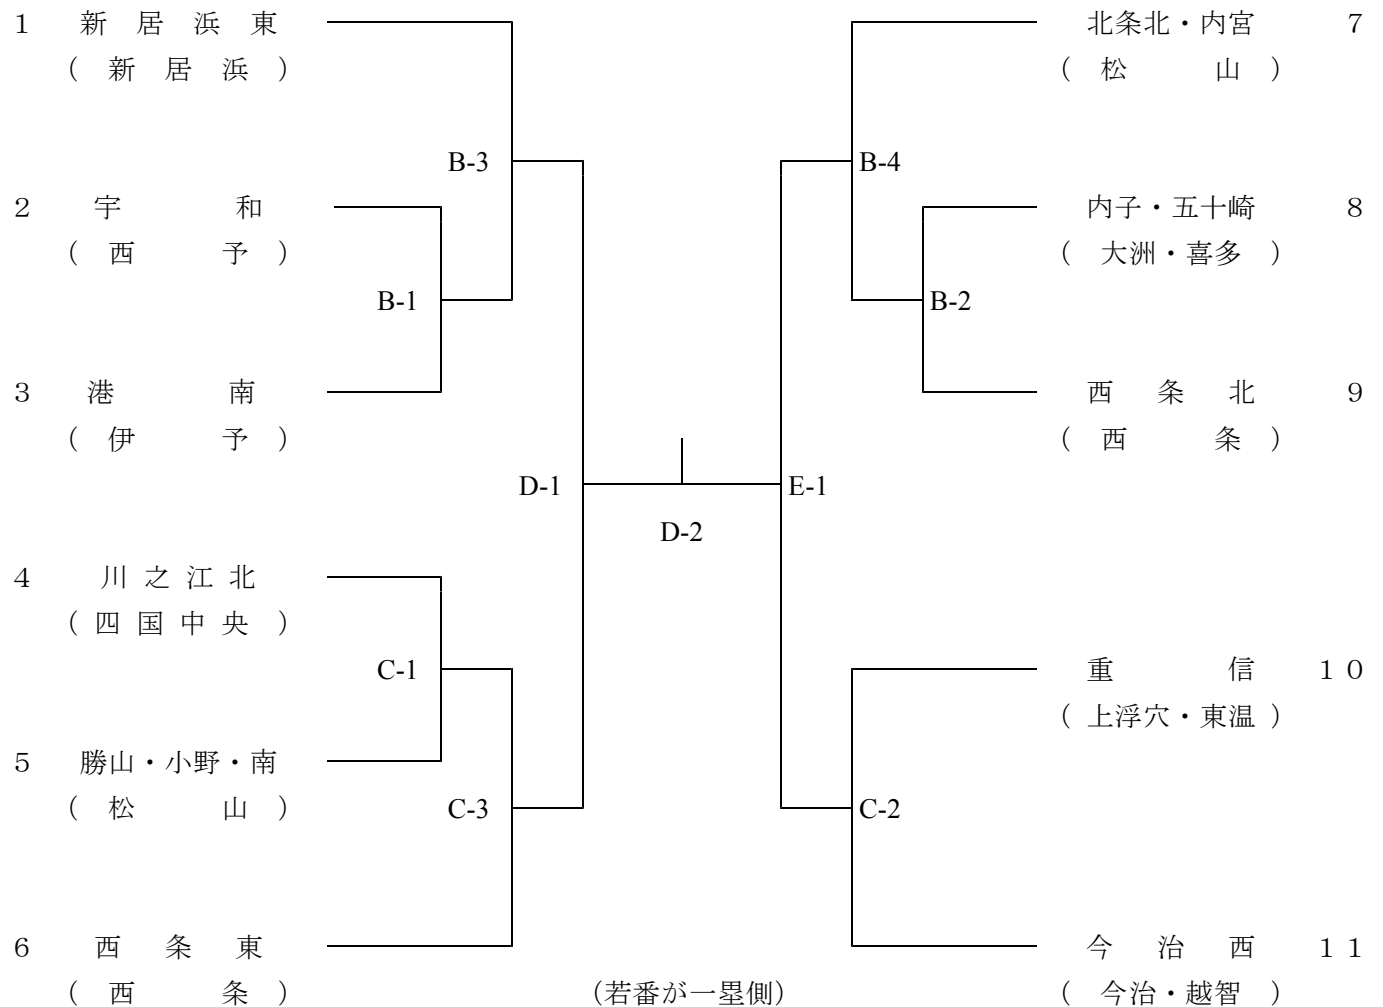 1 新居浜東
(新居浜)
B-3
2 宇和
(西予)
B-1
3 港南
(伊予)
D-1
4 川之江北
(四国中央)
C-1
5 勝山・小野・南
(松山)
C-3
6 西条東
(西条)
D-2
(若番が一塁側)
北条北・内宮 7
(松山)
B-4
内子・五十崎 8
(大洲・喜多)
B-2
西条北 9
(西条)
E-1
重信 10
(上浮穴・東温)
C-2
今治西 11
(今治・越智)